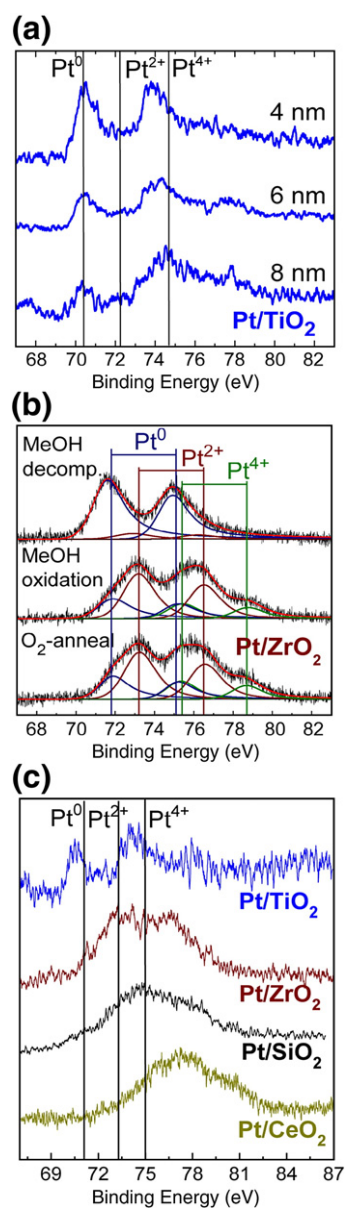 (a)
Pt⁰ Pt²⁺ Pt⁴⁺
4 nm
6 nm
8 nm
Pt/TiO₂
68 70 72 74 76 78 80 82
Binding Energy (eV)
(b)
MeOH
decomp.
Pt⁰
Pt²⁺
Pt⁴⁺
MeOH
oxidation
O₂-anneal
Pt/ZrO₂
68 70 72 74 76 78 80 82
Binding Energy (eV)
(c)
Pt⁰ Pt²⁺ Pt⁴⁺
Pt/TiO₂
Pt/ZrO₂
Pt/SiO₂
Pt/CeO₂
69 72 75 78 81 84 87
Binding Energy (eV)